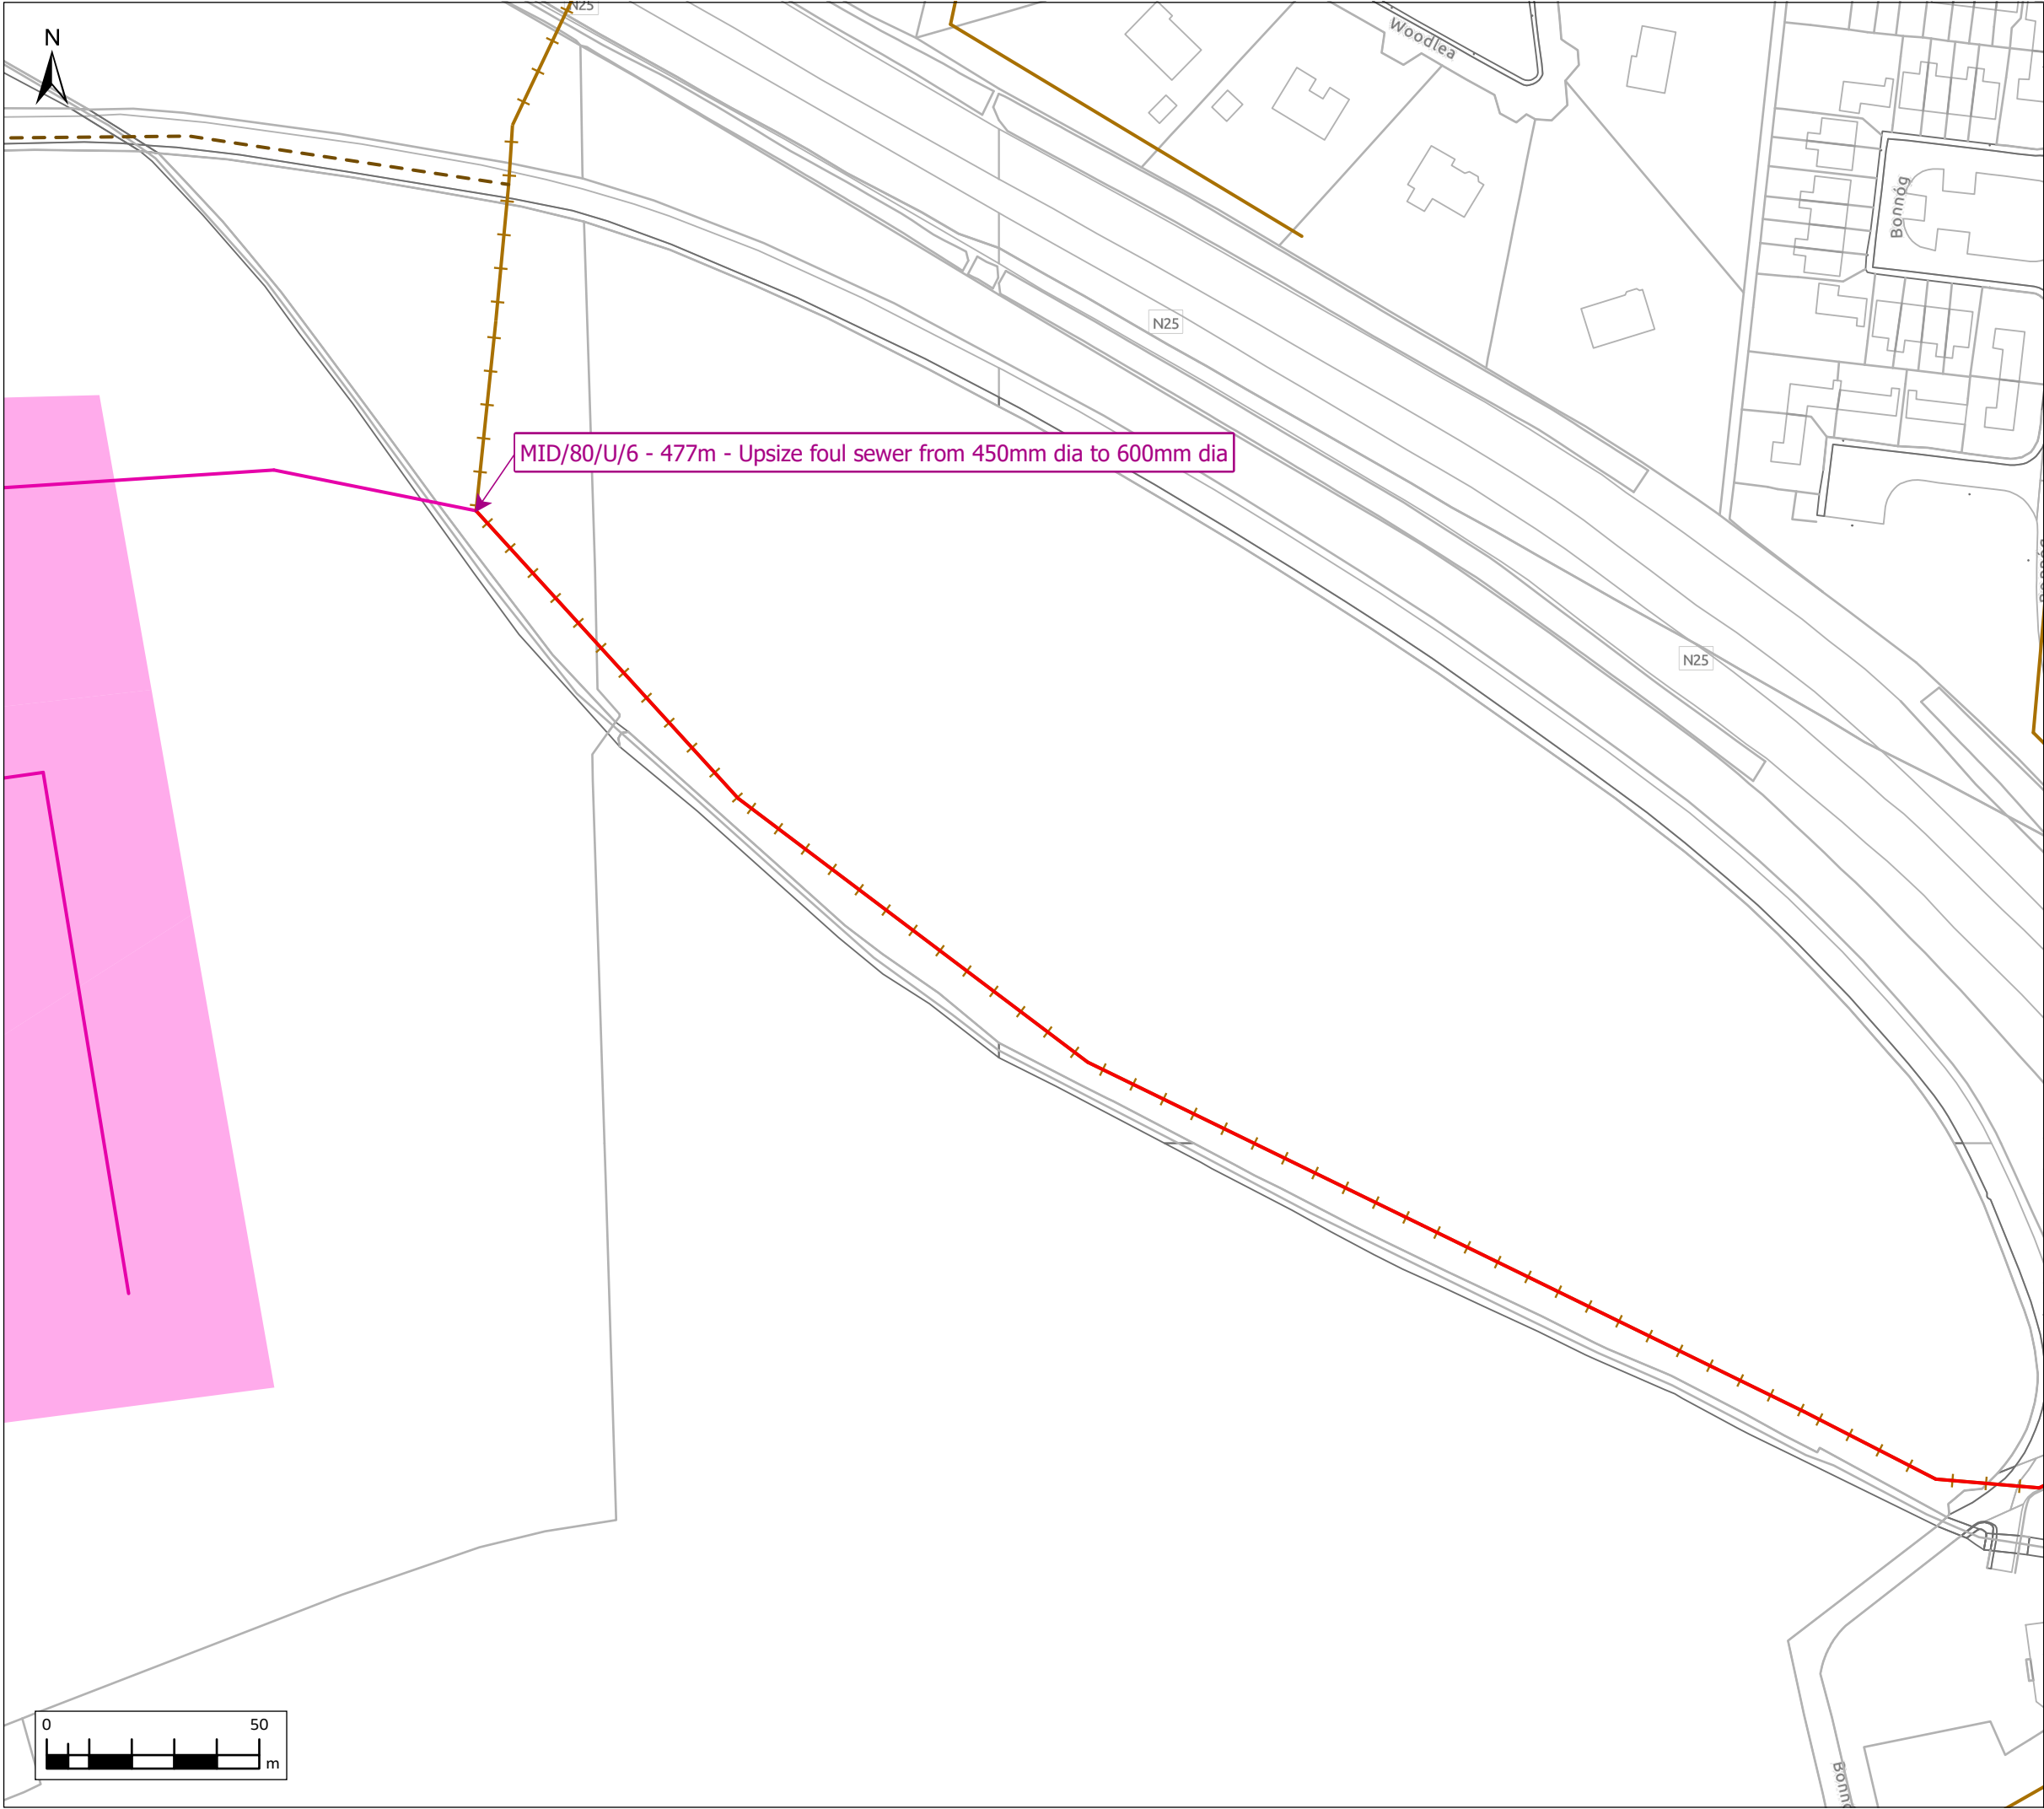 N25
N
Woodlea
Bonnóg
N25
MID/80/U/6 - 477m - Upsize foul sewer from 450mm dia to 600mm dia
N25
0 50
m